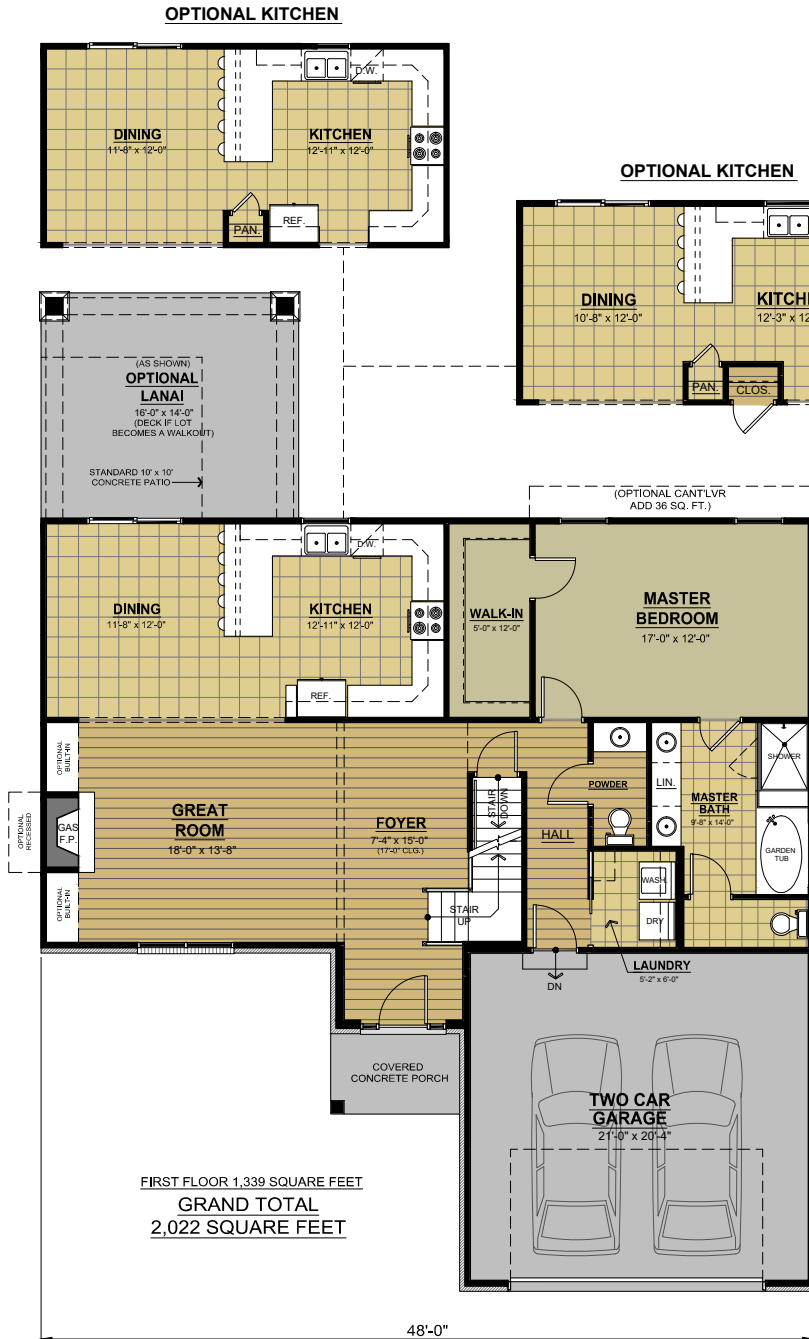 OPTIONAL KITCHEN
D.W.
DINING
11'-8" x 12'-0"
KITCHEN
12'-11" x 12'-0"
PAN.
REF.
OPTIONAL KITCHEN
DINING
10'-8" x 12'-0"
KITCHE
12'-3" x 12
PAN.
CLOS.
(AS SHOWN)
OPTIONAL
LANAI
16'-0" x 14'-0"
(DECK IF LOT
BECOMES A WALKOUT)
STANDARD 10' x 10'
CONCRETE PATIO
(OPTIONAL CANT'LVR
ADD 36 SQ. FT.)
D.W.
DINING
11'-8" x 12'-0"
KITCHEN
12'-11" x 12'-0"
REF.
WALK-IN
5'-0" x 12'-0"
MASTER
BEDROOM
17'-0" x 12'-0"
OPTIONAL
BUILT-IN
OPTIONAL
RECESSED
GAS
F.P.
OPTIONAL
BUILT-IN
GREAT
ROOM
18'-0" x 13'-8"
FOYER
7'-4" x 15'-0"
(17'-0" CLG.)
STAIR
DOWN
STAIR
UP
HALL
POWDER
LIN.
MASTER
BATH
9'-8" x 14'-0"
SHOWER
GARDEN
TUB
WASH.
DRY
LAUNDRY
5'-2" x 6'-0"
DN
COVERED
CONCRETE PORCH
TWO CAR
GARAGE
21'-0" x 20'-4"
FIRST FLOOR 1,339 SQUARE FEET
GRAND TOTAL
2,022 SQUARE FEET
48'-0"